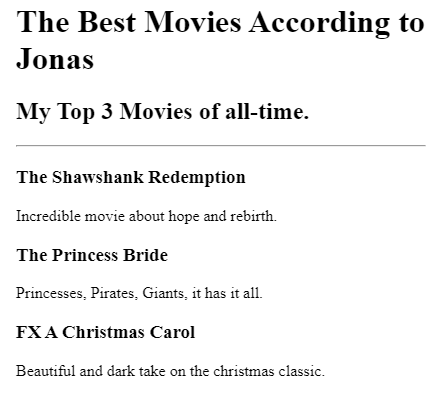 The Best Movies According to
Jonas
My Top 3 Movies of all-time.
The Shawshank Redemption
Incredible movie about hope and rebirth.
The Princess Bride
Princesses, Pirates, Giants, it has it all.
FX A Christmas Carol
Beautiful and dark take on the christmas classic.